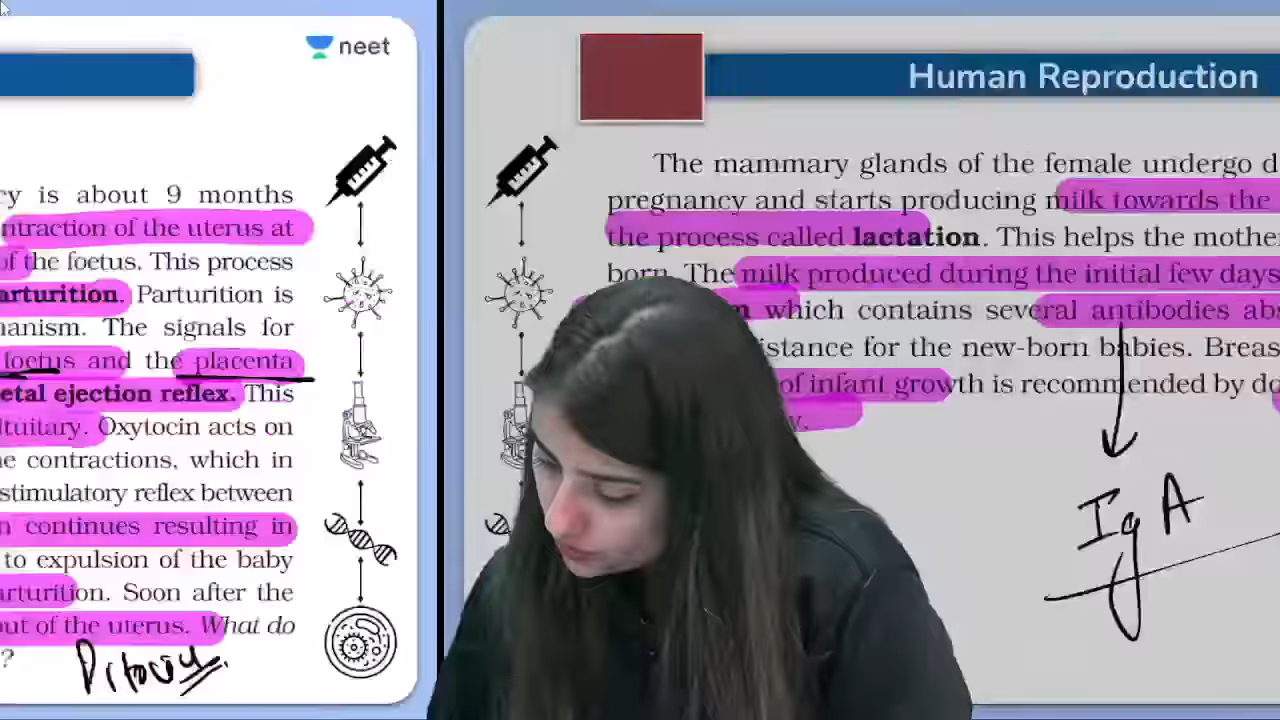 neet
cy is about 9 months
ntraction of the uterus at
of the foetus. This process
arturition. Parturition is
hanism. The signals for
foetus and the placenta
etal ejection reflex. This
ituitary. Oxytocin acts on
e contractions, which in
stimulatory reflex between
n continues resulting in
to expulsion of the baby
arturition. Soon after the
out of the uterus. What do
?
Human Reproduction
The mammary glands of the female undergo d
pregnancy and starts producing milk towards the
the process called lactation. This helps the mothe
born. The milk produced during the initial few days
which contains several antibodies abs
istance for the new-born babies. Breas
of infant growth is recommended by do
y.
IgA